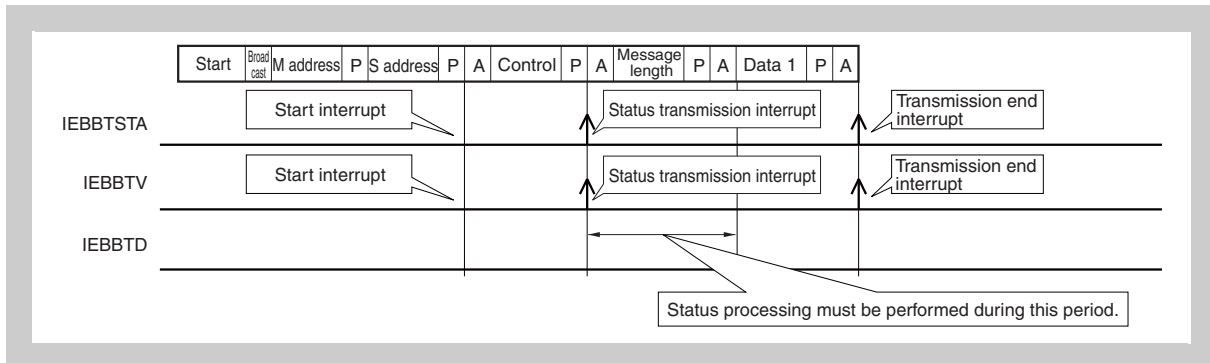 Start Broad cast M address P S address P A Control P A Message length P A Data 1 P A
IEBBTSTA
Start interrupt
Status transmission interrupt
Transmission end
interrupt
IEBBTV
Start interrupt
Status transmission interrupt
Transmission end
interrupt
IEBBTD
Status processing must be performed during this period.